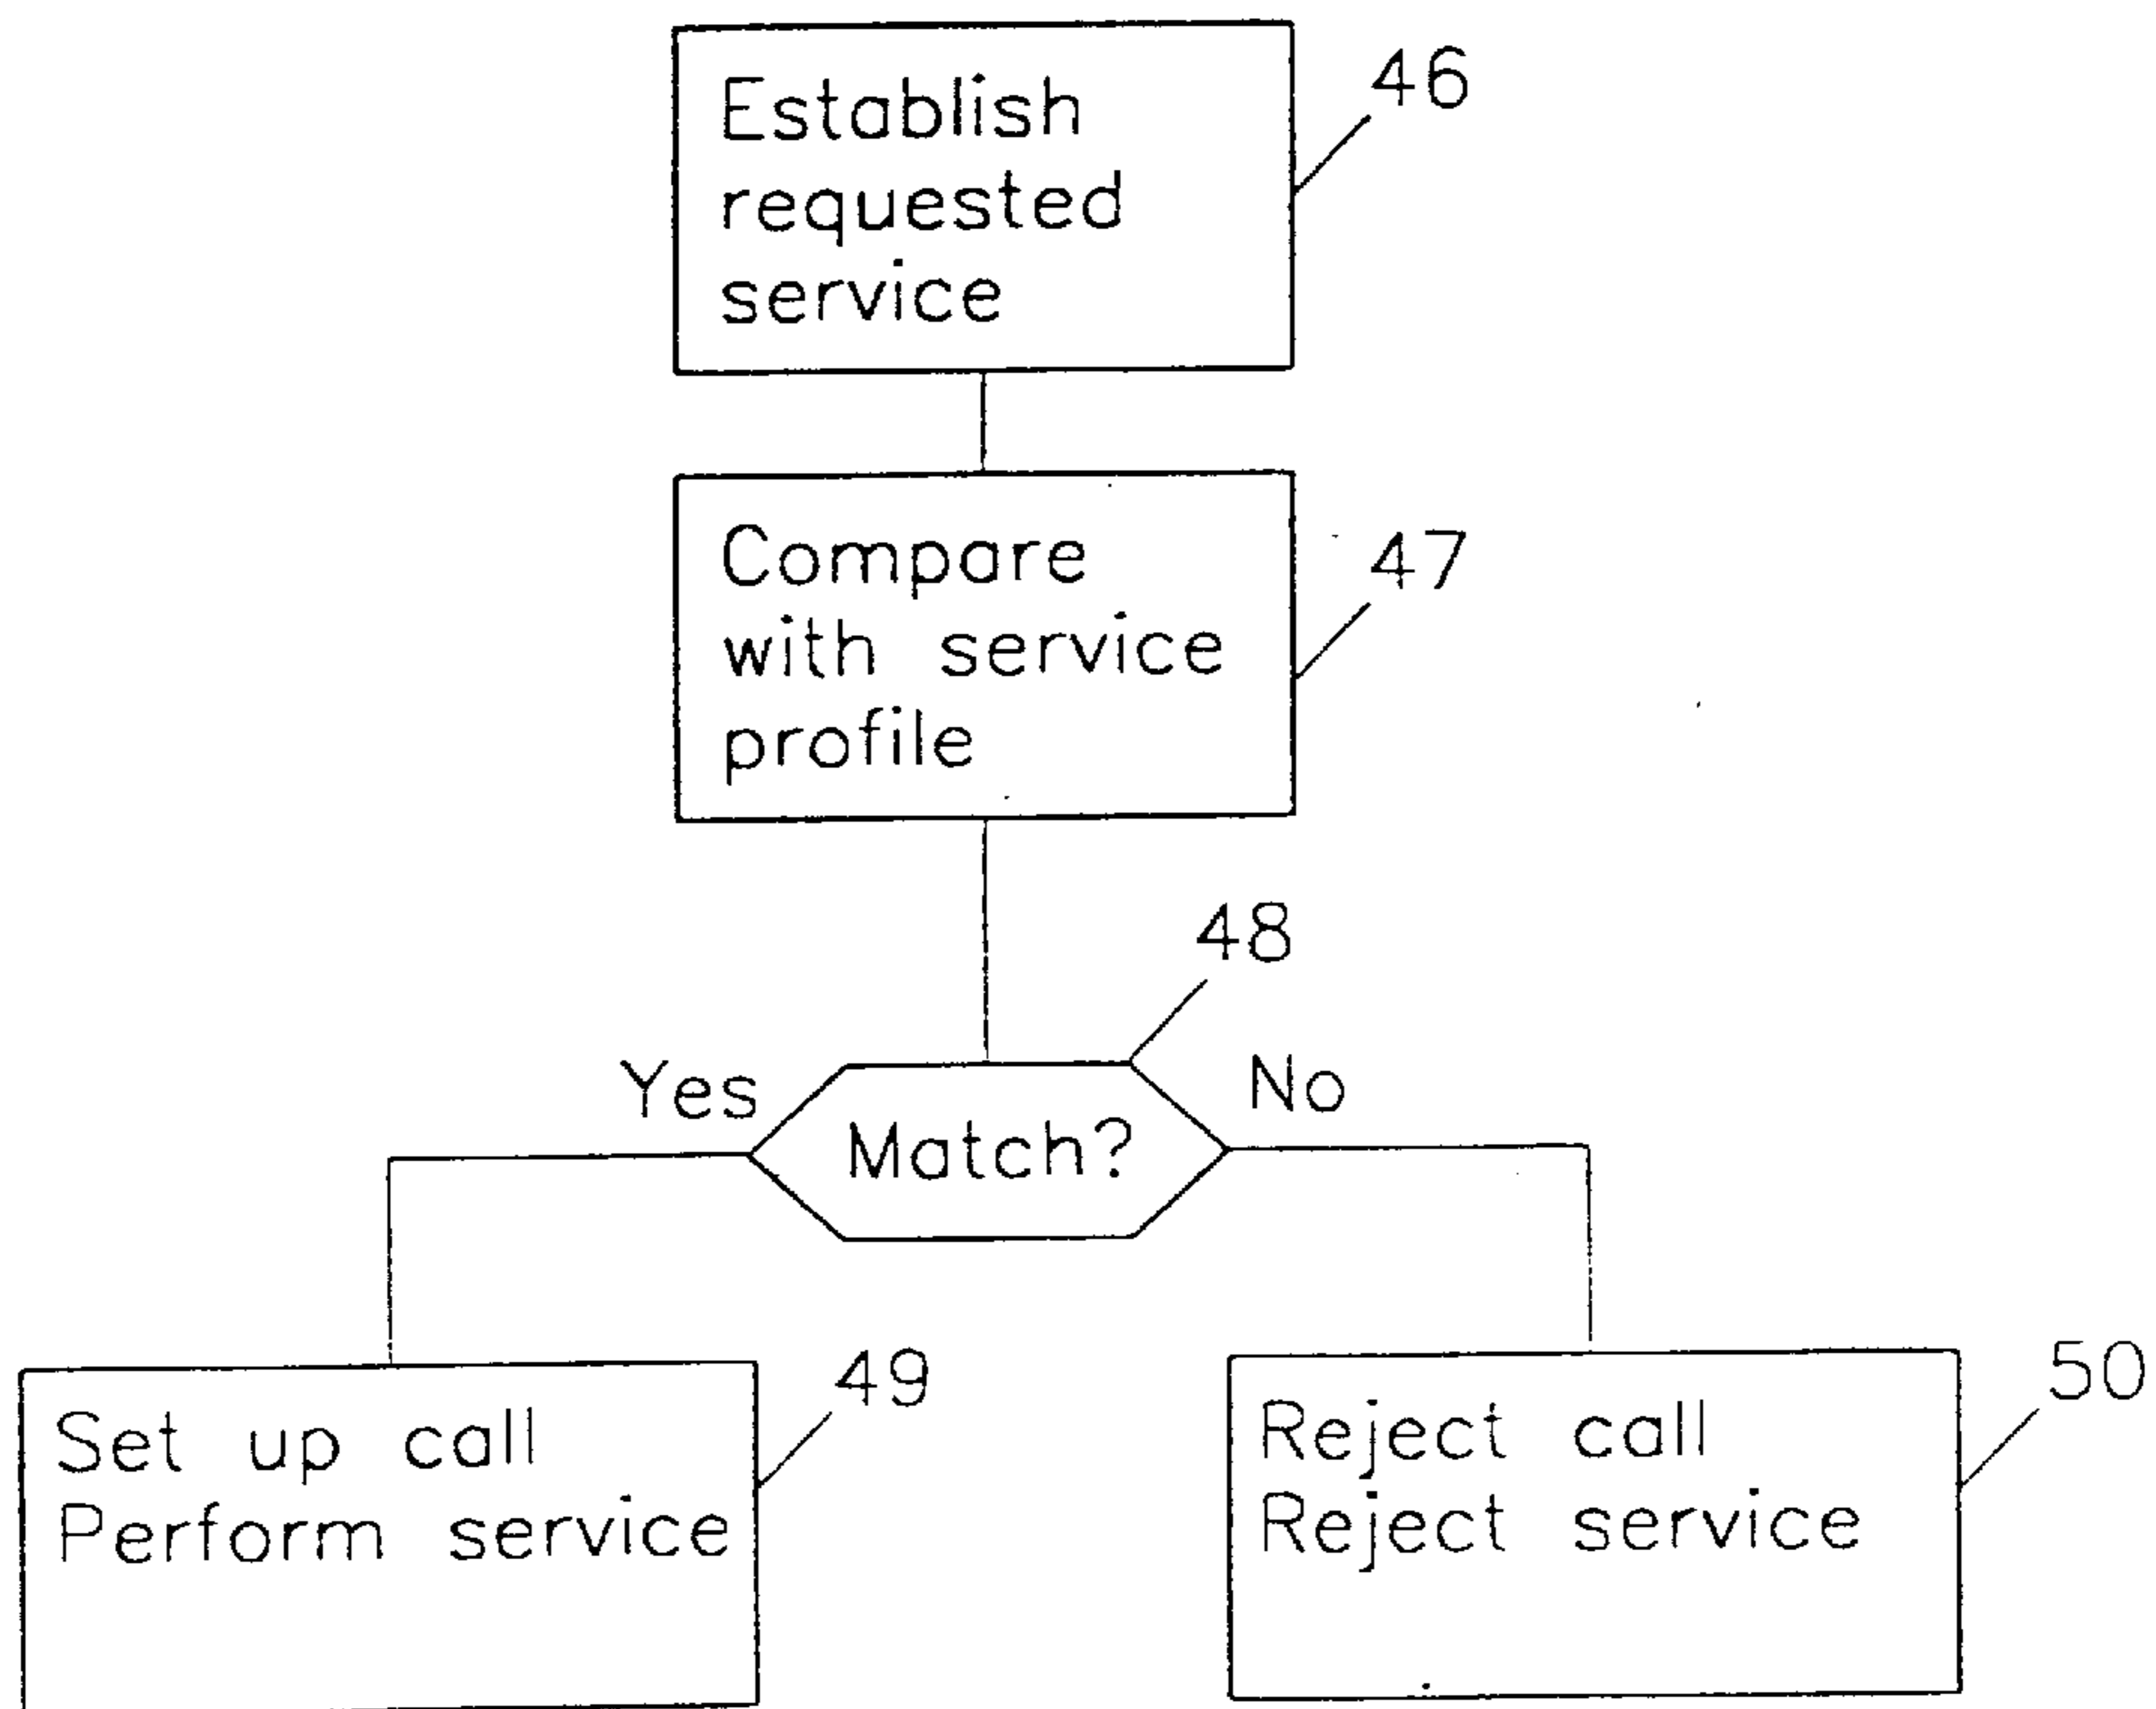 Establish
requested
service
46
Compare
with service
profile
47
48
Yes
Match?
No
Set up call
Perform service
49
Reject call
Reject service
50